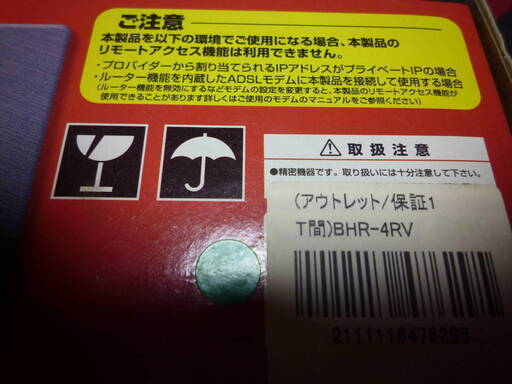 ご注意
本製品を以下の環境でご使用になる場合、本製品の
リモートアクセス機能は利用できません。
・プロバイダーから割り当てられるIPアドレスがプライベートIPの場合
・ルーター機能を内蔵したADSLモデムに本製品を接続して使用する場合
(ルーター機能を無効にするなどモデムの設定を変更すると、本製品のリモートアクセス機能が
使用できることがあります詳しくはご使用のモデムのマニュアルをご参照ください)
取扱注意
●精密機器です。取り扱いには十分注意して下さい。
(アウトレット/保証1
T間)BHR-4RV